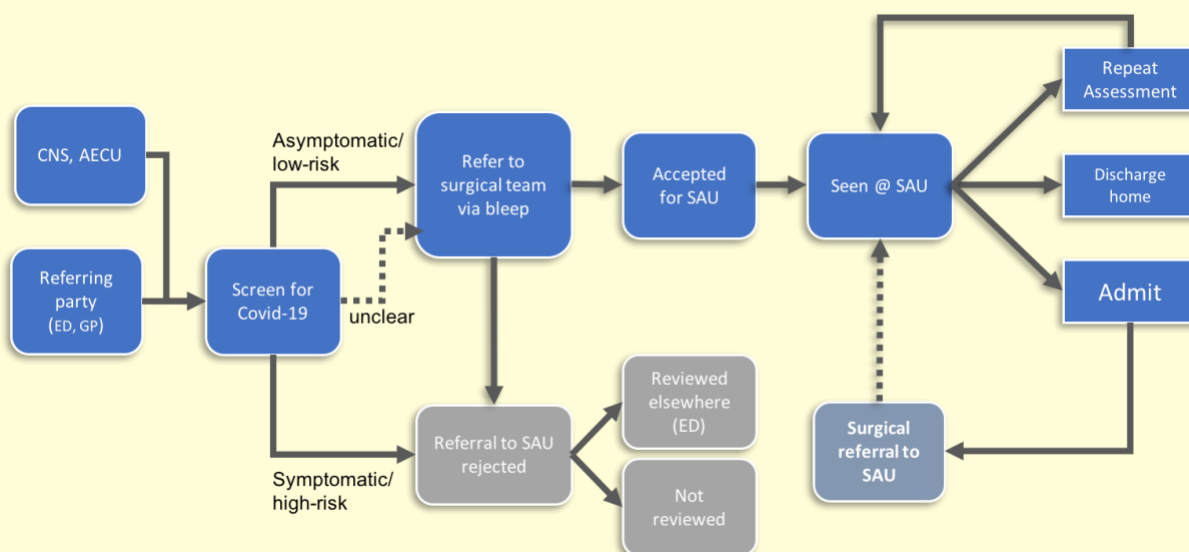 CNS, AECU
Referring
party
(ED, GP)
Screen for
Covid-19
Asymptomatic/
low-risk
unclear
Symptomatic/
high-risk
Refer to
surgical team
via bleep
Referral to SAU
rejected
Accepted
for SAU
Reviewed
elsewhere
(ED)
Not
reviewed
Seen @ SAU
Surgical
referral to
SAU
Repeat
Assessment
Discharge
home
Admit